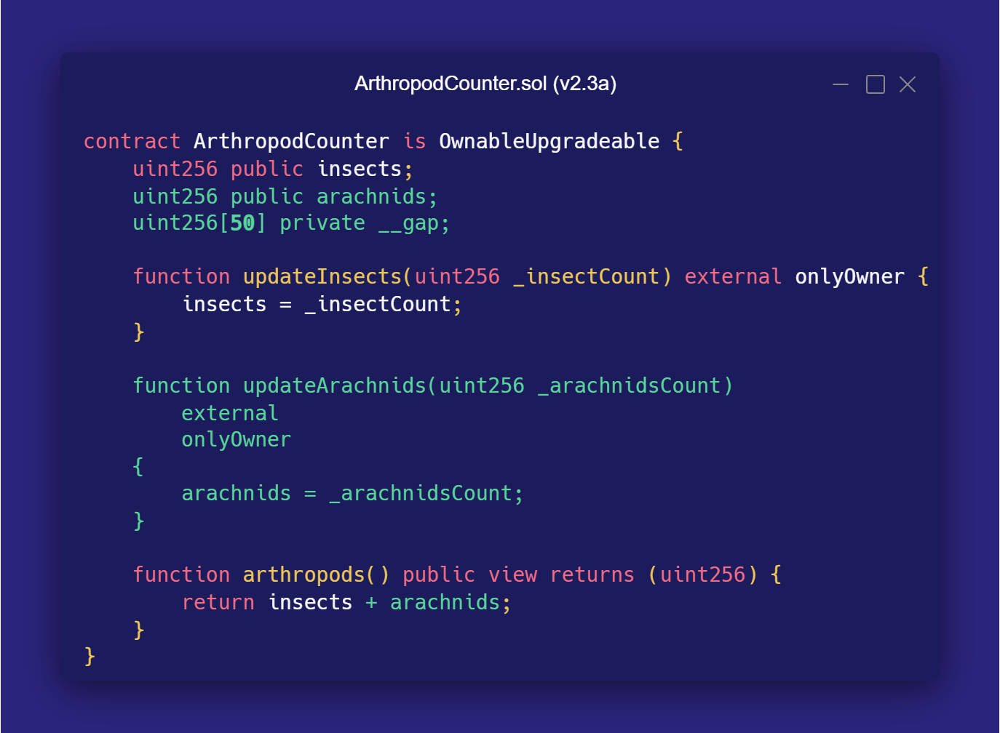 ArthropodCounter.sol (v2.3a)
contract ArthropodCounter is OwnableUpgradeable {
    uint256 public insects;
    uint256 public arachnids;
    uint256[50] private __gap;

    function updateInsects(uint256 _insectCount) external onlyOwner {
        insects = _insectCount;
    }

    function updateArachnids(uint256 _arachnidsCount)
        external
        onlyOwner
    {
        arachnids = _arachnidsCount;
    }

    function arthropods() public view returns (uint256) {
        return insects + arachnids;
    }
}